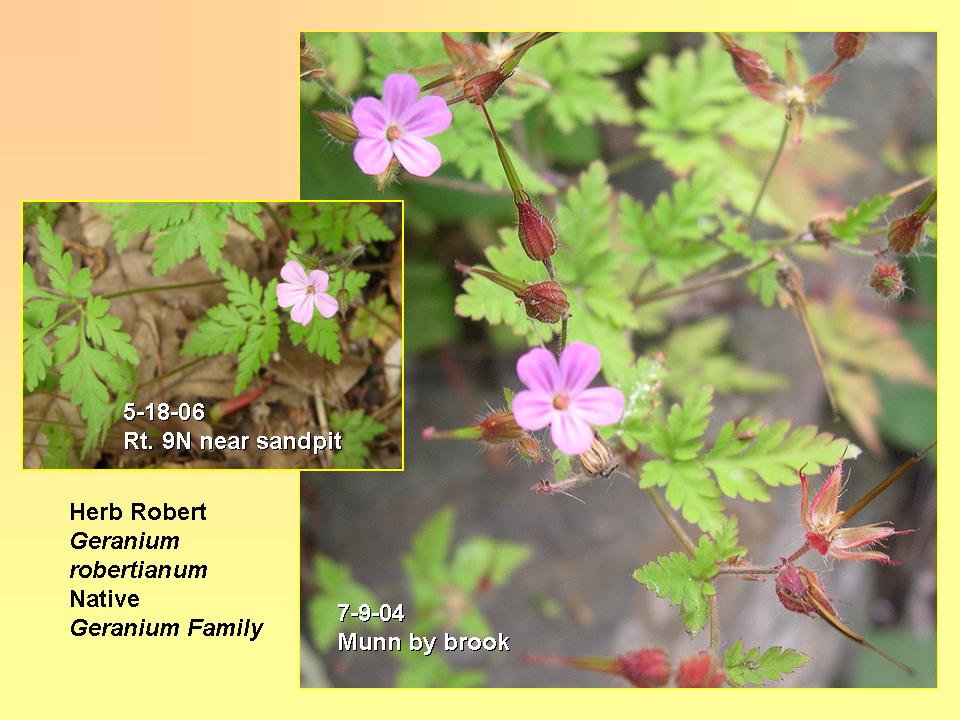 5-18-06
Rt. 9N near sandpit
Herb Robert
Geranium
robertianum
Native
Geranium Family
7-9-04
Munn by brook